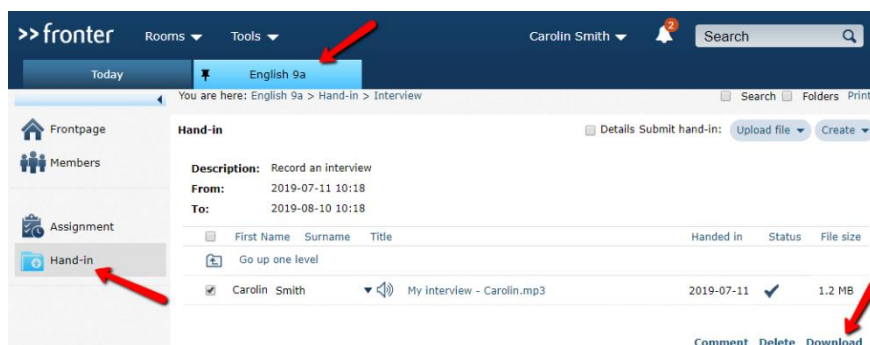 >>fronter Rooms Tools Carolin Smith 2 Search
Today English 9a
You are here: English 9a > Hand-in > Interview Search Folders Print
Frontpage
Members
Assignment
Hand-in
Hand-in Details Submit hand-in: Upload file Create
Description: Record an interview
From: 2019-07-11 10:18
To: 2019-08-10 10:18
First Name Surname Title Handed in Status File size
Go up one level
Carolin Smith My interview - Carolin.mp3 2019-07-11 1.2 MB
Comment Delete Download